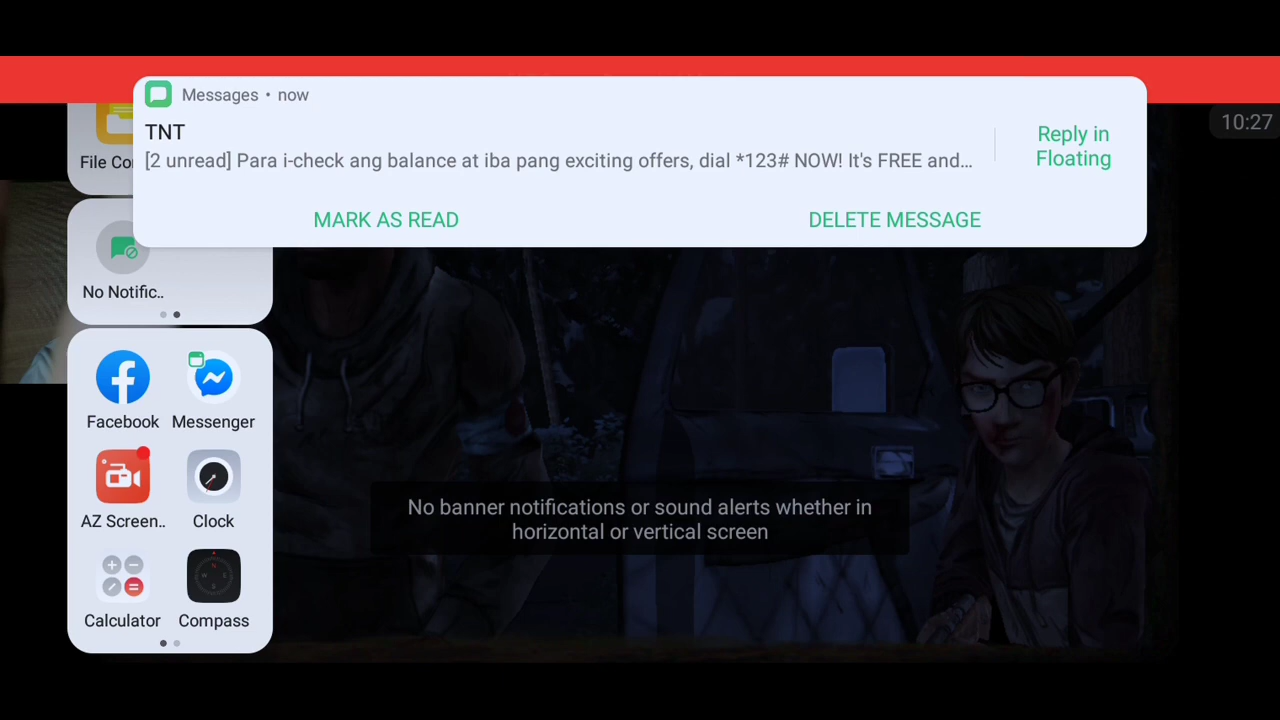 Messages • now
TNT
[2 unread] Para i-check ang balance at iba pang exciting offers, dial *123# NOW! It's FREE and…
Reply in
Floating
MARK AS READ
DELETE MESSAGE
10:27
No Notific..
Facebook
Messenger
AZ Screen..
Clock
Calculator
Compass
No banner notifications or sound alerts whether in
horizontal or vertical screen